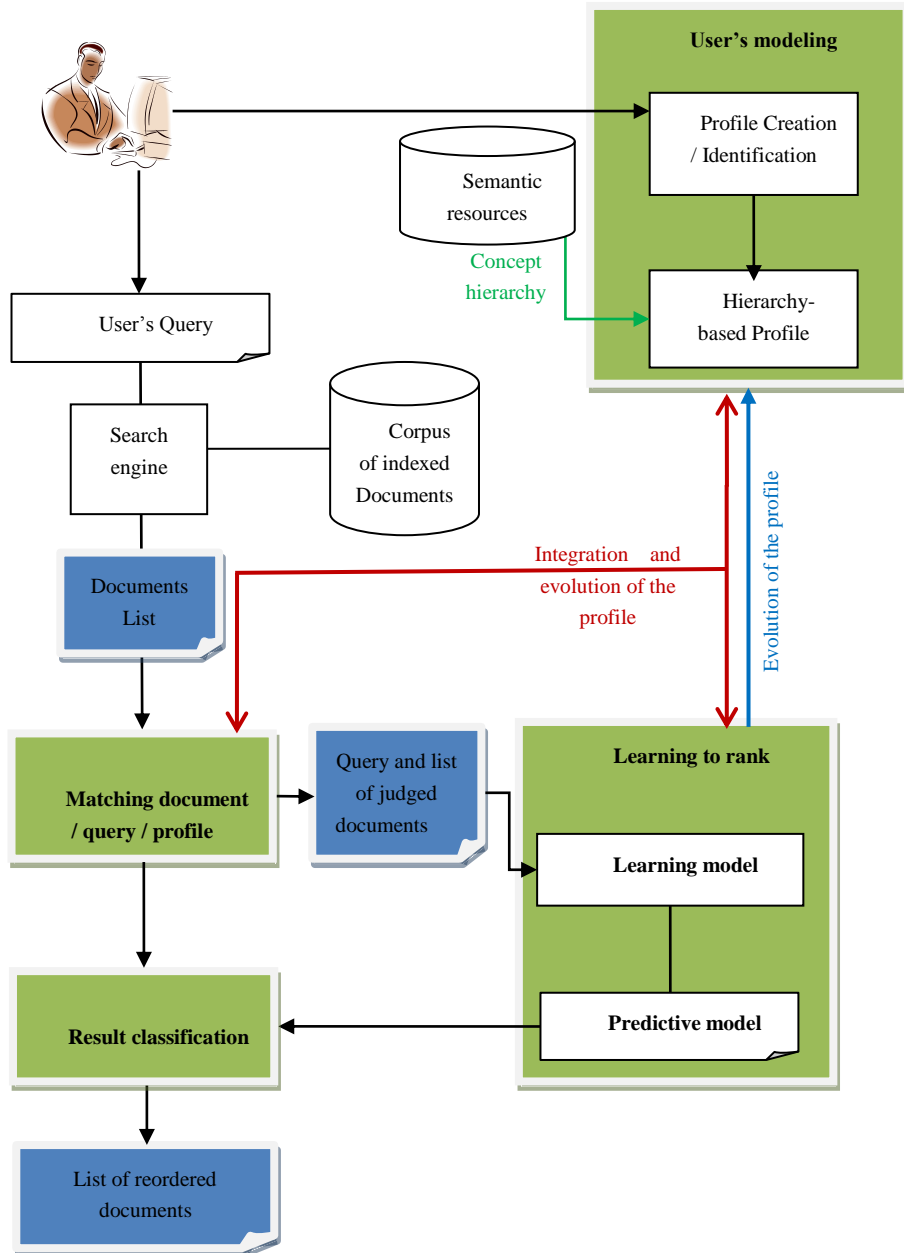 User's modeling
Profile Creation
/ Identification
Semantic
resources
Concept
hierarchy
Hierarchy-
based Profile
User's Query
Search
engine
Corpus
of indexed
Documents
Documents
List
Integration and
evolution of the
profile
Evolution of the profile
Matching document
/ query / profile
Query and list
of judged
documents
Learning to rank
Learning model
Predictive model
Result classification
List of reordered
documents